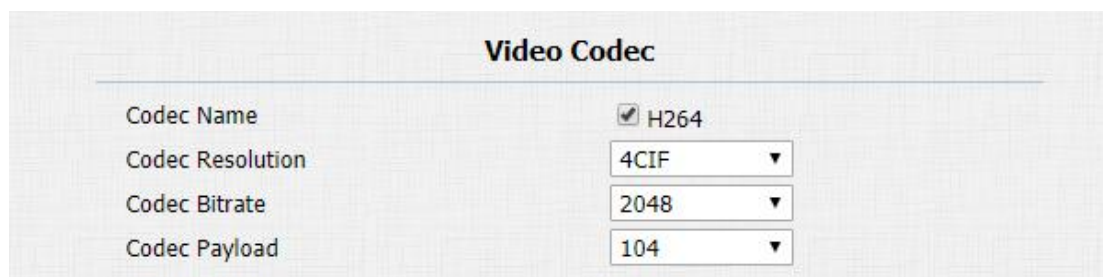 Video Codec
Codec Name H264
Codec Resolution 4CIF
Codec Bitrate 2048
Codec Payload 104